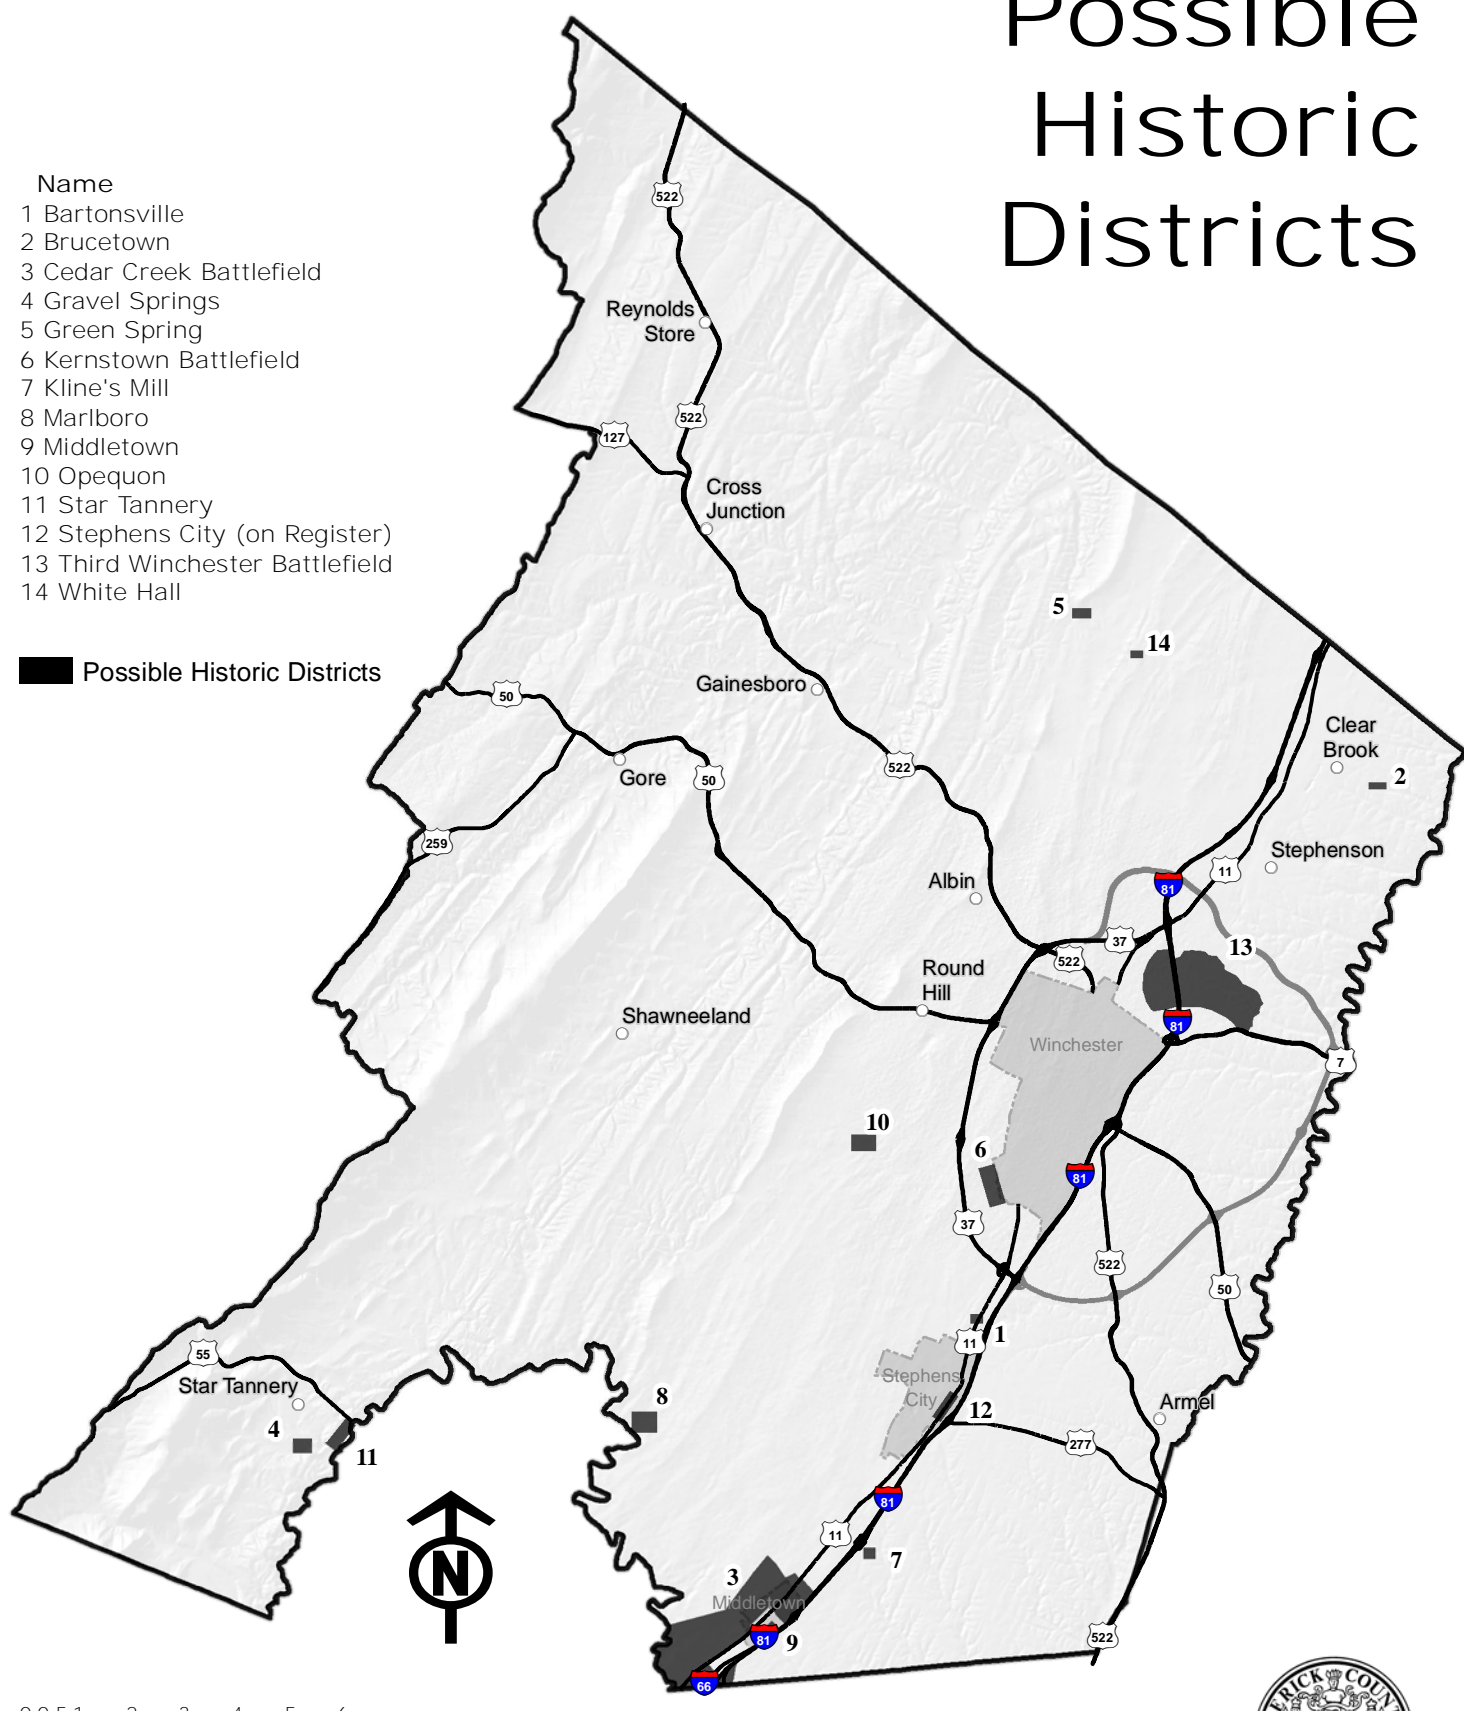 Possible
Historic
Districts
Name
1 Bartonsville
2 Brucetown
3 Cedar Creek Battlefield
4 Gravel Springs
5 Green Spring
6 Kernstown Battlefield
7 Kline's Mill
8 Marlboro
9 Middletown
10 Opequon
11 Star Tannery
12 Stephens City (on Register)
13 Third Winchester Battlefield
14 White Hall
Possible Historic Districts
522
Reynolds
Store
522
127
Cross
Junction
5
14
50
Gainesboro
Clear
Brook
2
522
Gore
50
259
Stephenson
11
81
Albin
37
13
522
Round
Hill
Shawneeland
81
Winchester
7
10
6
81
37
522
50
1
11
55
Stephens
City
Star Tannery
8
12
Armel
4
11
277
81
11
7
3
Middletown
N
81
9
522
66
ERICK COUN